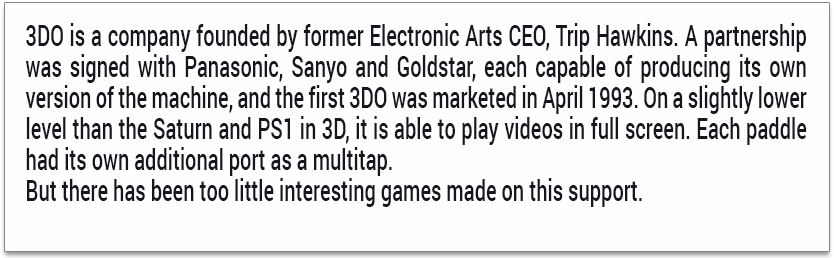 3DO is a company founded by former Electronic Arts CEO, Trip Hawkins. A partnership
was signed with Panasonic, Sanyo and Goldstar, each capable of producing its own
version of the machine, and the first 3DO was marketed in April 1993. On a slightly lower
level than the Saturn and PS1 in 3D, it is able to play videos in full screen. Each paddle
had its own additional port as a multitap.
But there has been too little interesting games made on this support.